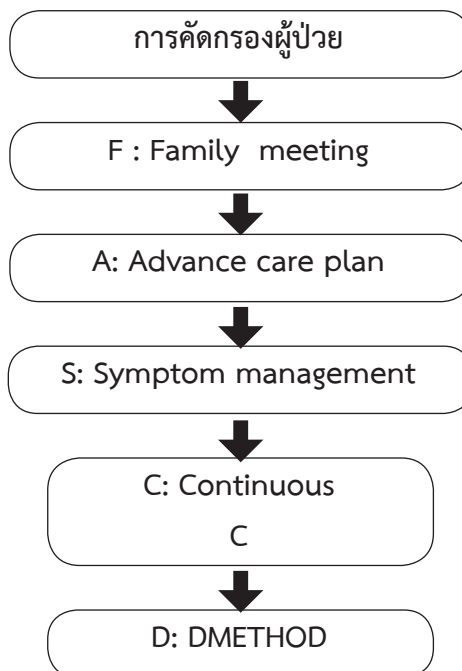 การคัดกรองผู้ป่วย
F : Family meeting
A: Advance care plan
S: Symptom management
C: Continuous
C
D: DMETHOD